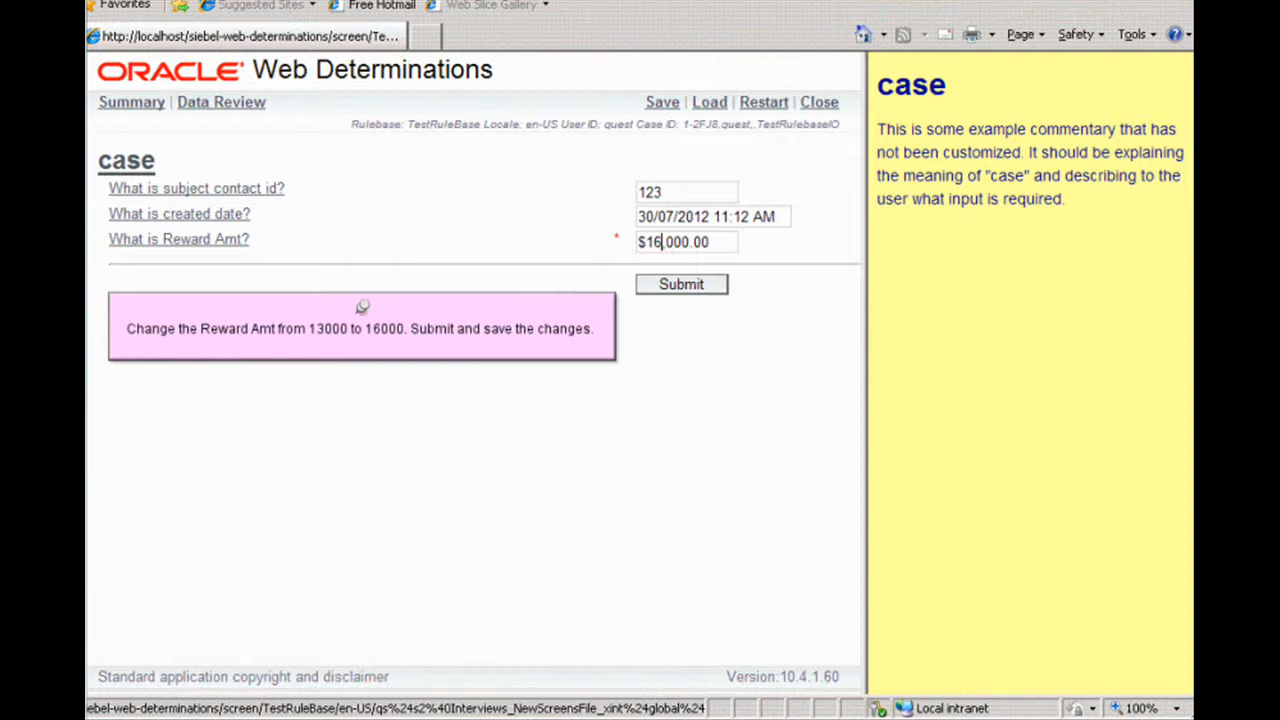 Favorites Suggested Sites Free Hotmail Web Slice Gallery
http://localhost/siebel-web-determinations/screen/Te... Page Safety Tools
ORACLE Web Determinations
Summary | Data Review Save | Load | Restart | Close
Rulebase: TestRuleBase Locale: en-US User ID: guest Case ID: 1-2FJ8,guest,,TestRulebaseIO
case
What is subject contact id? 123
What is created date? 30/07/2012 11:12 AM
What is Reward Amt? * $16,000.00
Submit
Change the Reward Amt from 13000 to 16000. Submit and save the changes.
case
This is some example commentary that has
not been customized. It should be explaining
the meaning of "case" and describing to the
user what input is required.
Standard application copyright and disclaimer Version:10.4.1.60
iebel-web-determinations/screen/TestRuleBase/en-US/qs%24s2%40Interviews_NewScreensFile_xint%24global%24 Local intranet 100%